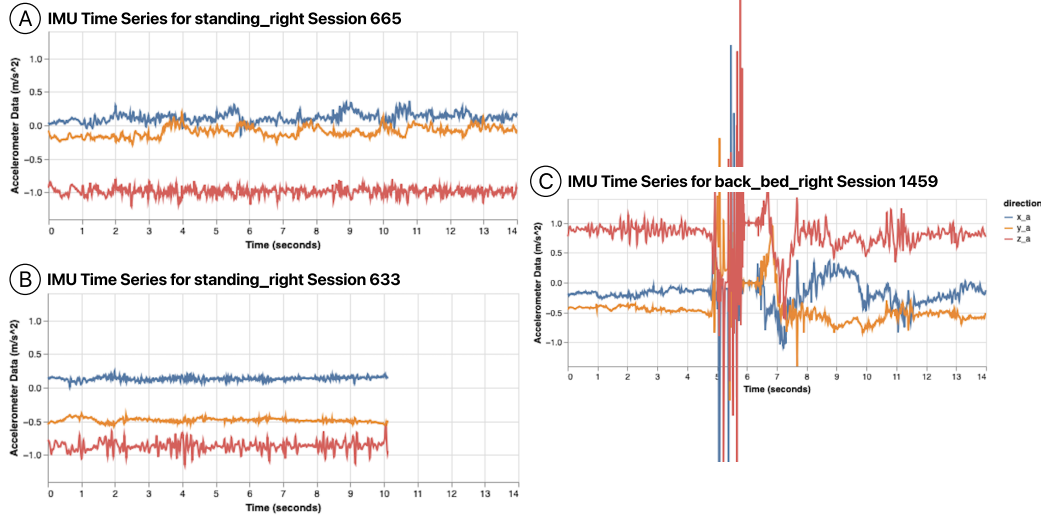 A IMU Time Series for standing_right Session 665
Accelerometer Data (m/s^2)
1.0
0.5
0.0
−0.5
−1.0
0 1 2 3 4 5 6 7 8 9 10 11 12 13 14
Time (seconds)
B IMU Time Series for standing_right Session 633
Accelerometer Data (m/s^2)
1.0
0.5
0.0
−0.5
−1.0
0 1 2 3 4 5 6 7 8 9 10 11 12 13 14
Time (seconds)
C IMU Time Series for back_bed_right Session 1459
Accelerometer Data (m/s^2)
1.0
0.5
0.0
−0.5
−1.0
0 1 2 3 4 5 6 7 8 9 10 11 12 13 14
Time (seconds)
direction
x_a
y_a
z_a